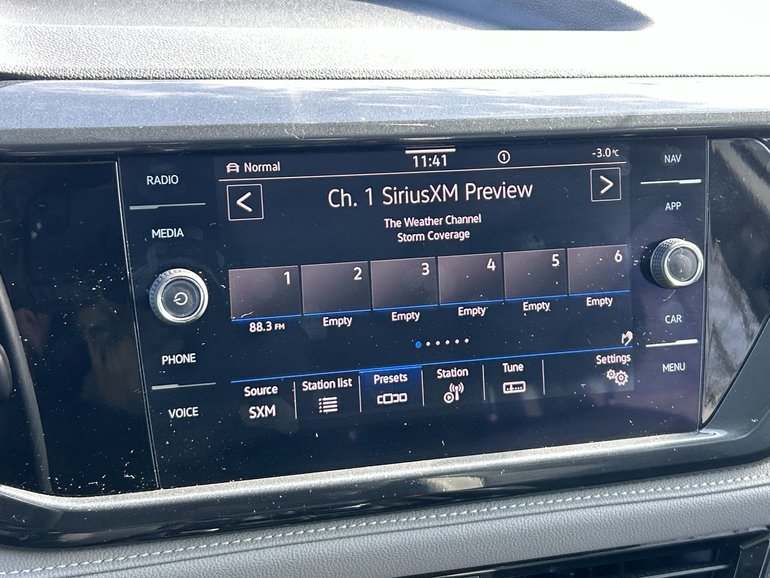 RADIO
MEDIA
PHONE
VOICE
Normal
11:41
1
-3.0°C
< Ch. 1 SiriusXM Preview >
The Weather Channel
Storm Coverage
1 2 3 4 5 6
88.3 FM Empty Empty Empty Empty Empty
Source Station list Presets Station Tune Settings
SXM
NAV
APP
CAR
MENU